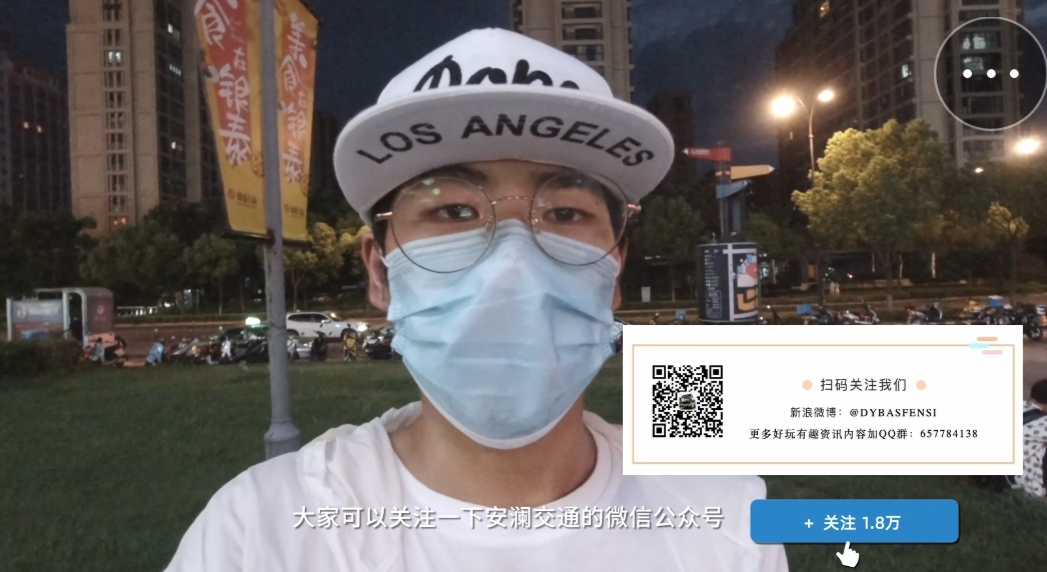 LOS ANGELES
扫码关注我们
新浪微博：@DYBASFENSI
更多好玩有趣资讯内容加QQ群：657784138
大家可以关注一下安澜交通的微信公众号
+ 关注 1.8万